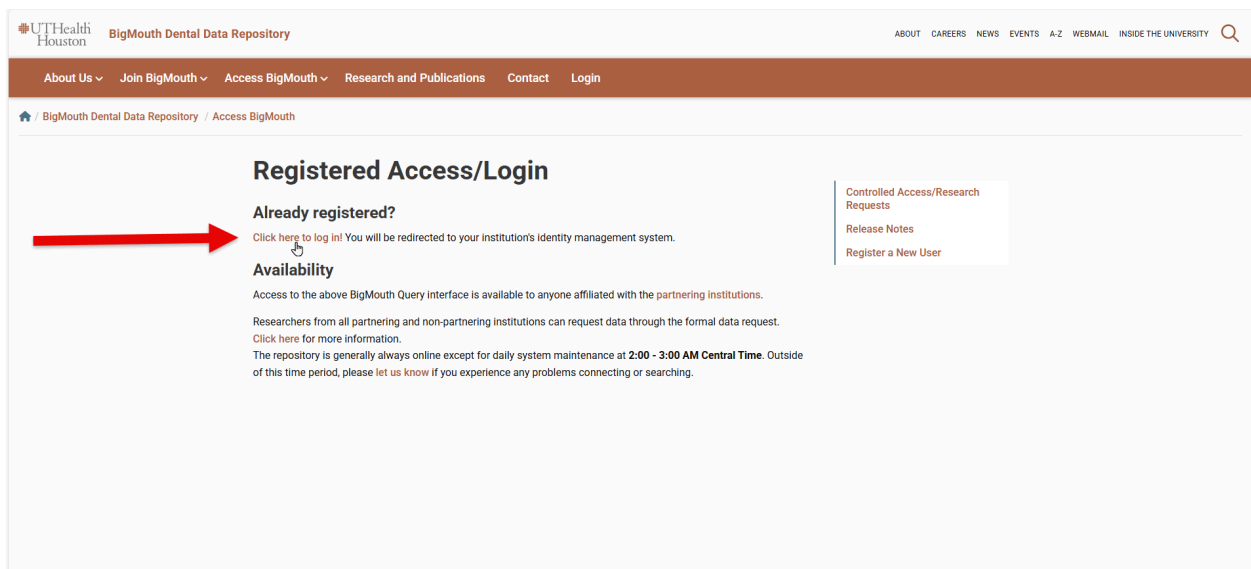 UTHealth
Houston
BigMouth Dental Data Repository
ABOUT CAREERS NEWS EVENTS A-Z WEBMAIL INSIDE THE UNIVERSITY
About Us Join BigMouth Access BigMouth Research and Publications Contact Login
/ BigMouth Dental Data Repository / Access BigMouth
Registered Access/Login
Already registered?
Click here to log in! You will be redirected to your institution's identity management system.
Availability
Access to the above BigMouth Query interface is available to anyone affiliated with the partnering institutions.
Researchers from all partnering and non-partnering institutions can request data through the formal data request.
Click here for more information.
The repository is generally always online except for daily system maintenance at 2:00 - 3:00 AM Central Time. Outside
of this time period, please let us know if you experience any problems connecting or searching.
Controlled Access/Research
Requests
Release Notes
Register a New User